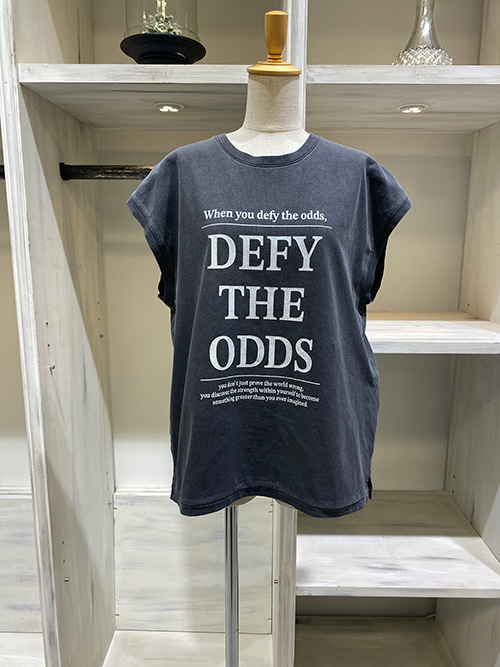 When you defy the odds,
DEFY
THE
ODDS
you don't just prove the world wrong,
you discover the strength within yourself to become
something greater than you ever imagined.